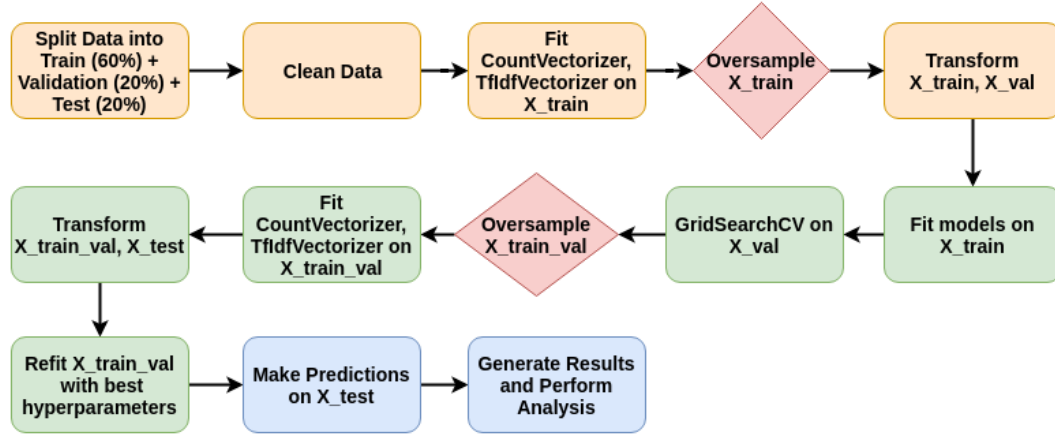 Split Data into
Train (60%) +
Validation (20%) +
Test (20%)
Clean Data
Fit
CountVectorizer,
TfIdfVectorizer on
X_train
Oversample
X_train
Transform
X_train, X_val
Transform
X_train_val, X_test
Fit
CountVectorizer,
TfIdfVectorizer on
X_train_val
Oversample
X_train_val
GridSearchCV on
X_val
Fit models on
X_train
Refit X_train_val
with best
hyperparameters
Make Predictions
on X_test
Generate Results
and Perform
Analysis